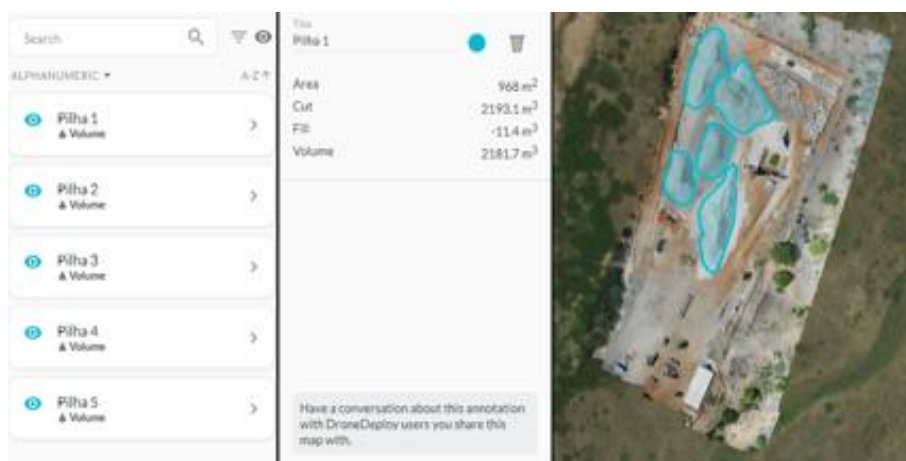 Search
ALPHANUMERIC
A-Z
Pilha 1
Volume
Pilha 2
Volume
Pilha 3
Volume
Pilha 4
Volume
Pilha 5
Volume
Title
Pilha 1
Area 968 m²
Cut 2193.1 m³
Fill -11.4 m³
Volume 2181.7 m³
Have a conversation about this annotation
with DroneDeploy users you share this
map with.